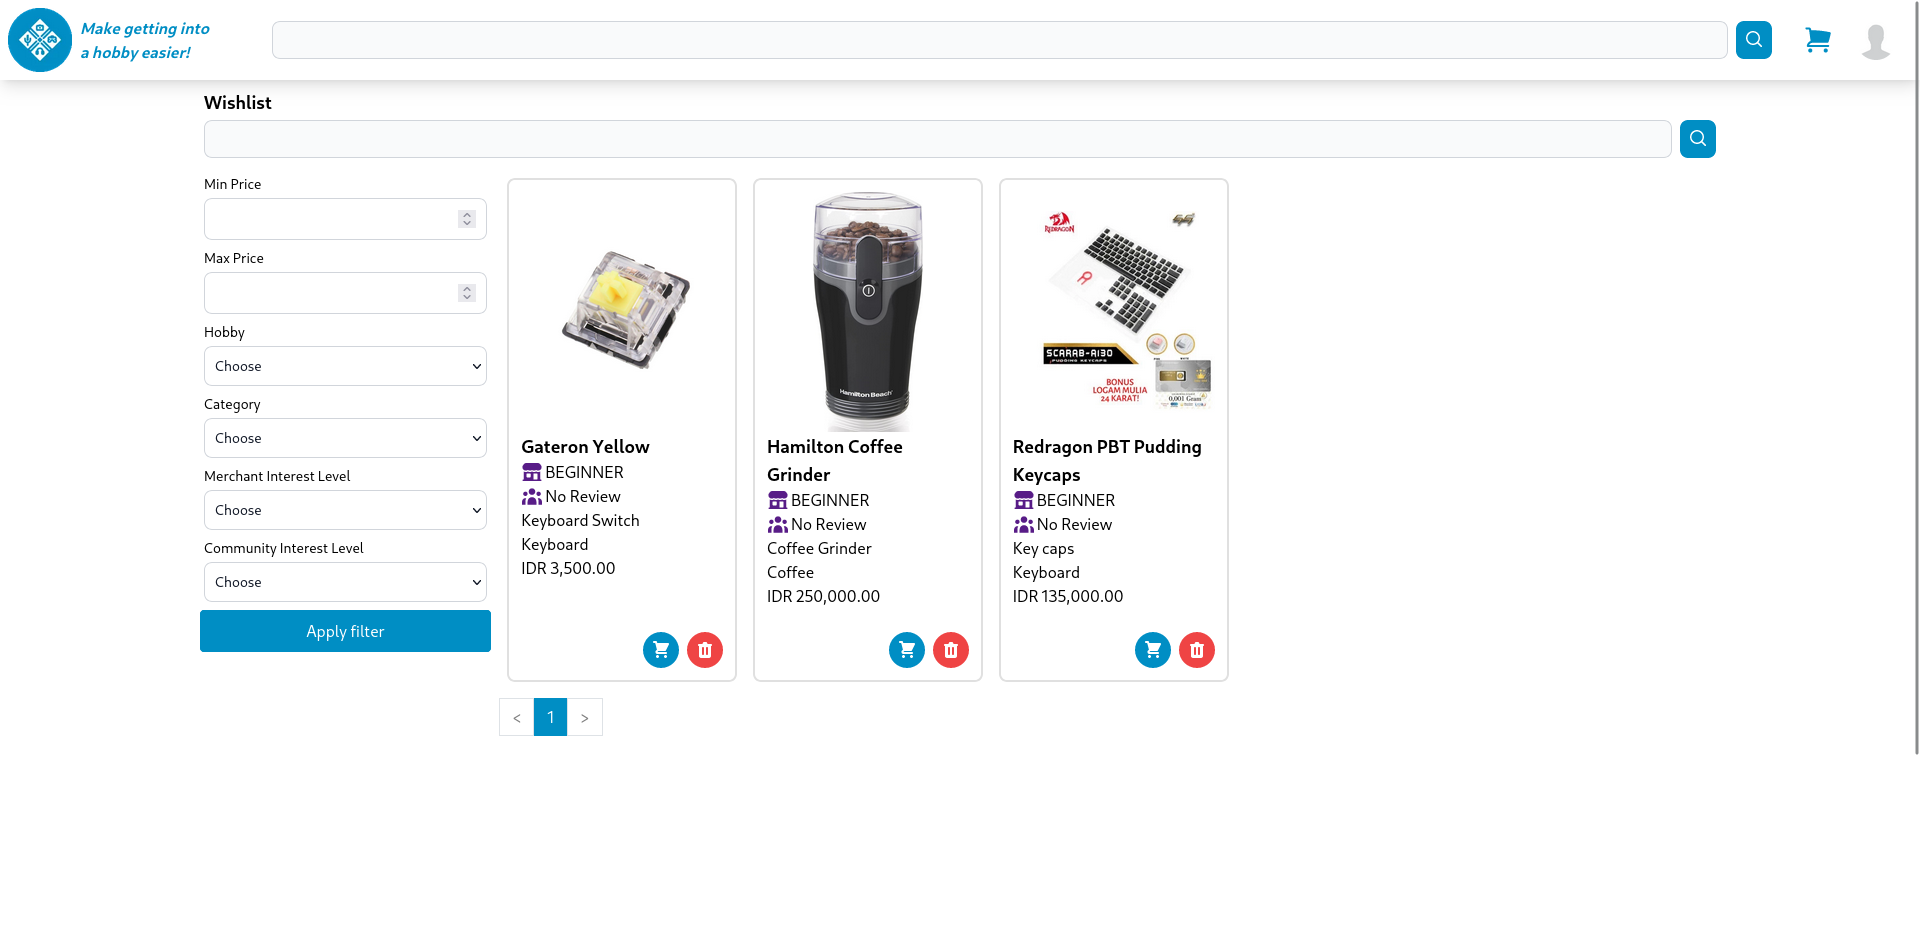 Make getting into
a hobby easier!
Wishlist
Min Price
Max Price
Hobby
Choose
Category
Choose
Merchant Interest Level
Choose
Community Interest Level
Choose
Apply filter
Gateron Yellow
BEGINNER
No Review
Keyboard Switch
Keyboard
IDR 3,500.00
Hamilton Beach
Hamilton Coffee
Grinder
BEGINNER
No Review
Coffee Grinder
Coffee
IDR 250,000.00
REDRAGON
SCARAB-A130
PUDDING KEYCAPS
BONUS
LOGAM MULIA
24 KARAT!
0,001 Gram
Redragon PBT Pudding
Keycaps
BEGINNER
No Review
Key caps
Keyboard
IDR 135,000.00
< 1 >